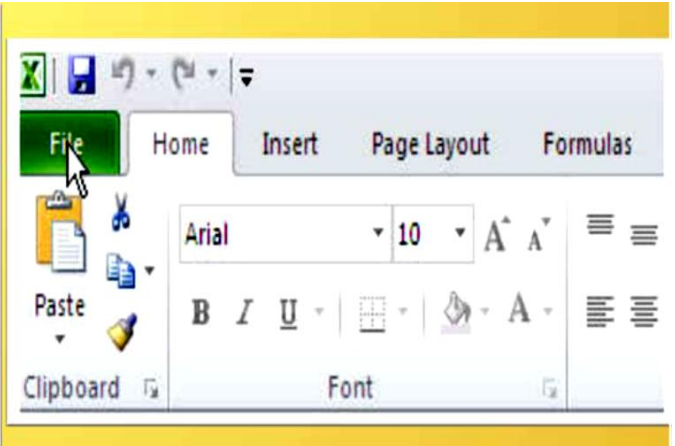 File Home Insert Page Layout Formulas
Arial 10 A A
Paste B I U A
Clipboard Font